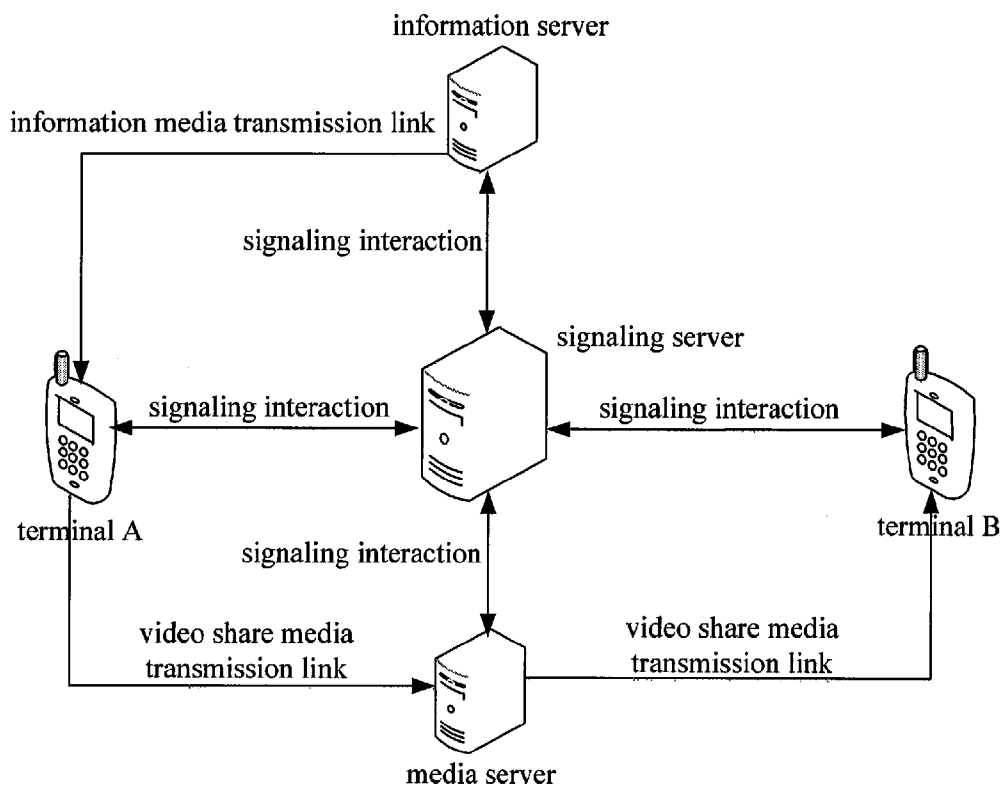 information server
information media transmission link
signaling interaction
signaling server
signaling interaction
signaling interaction
terminal A
terminal B
signaling interaction
video share media
transmission link
video share media
transmission link
media server